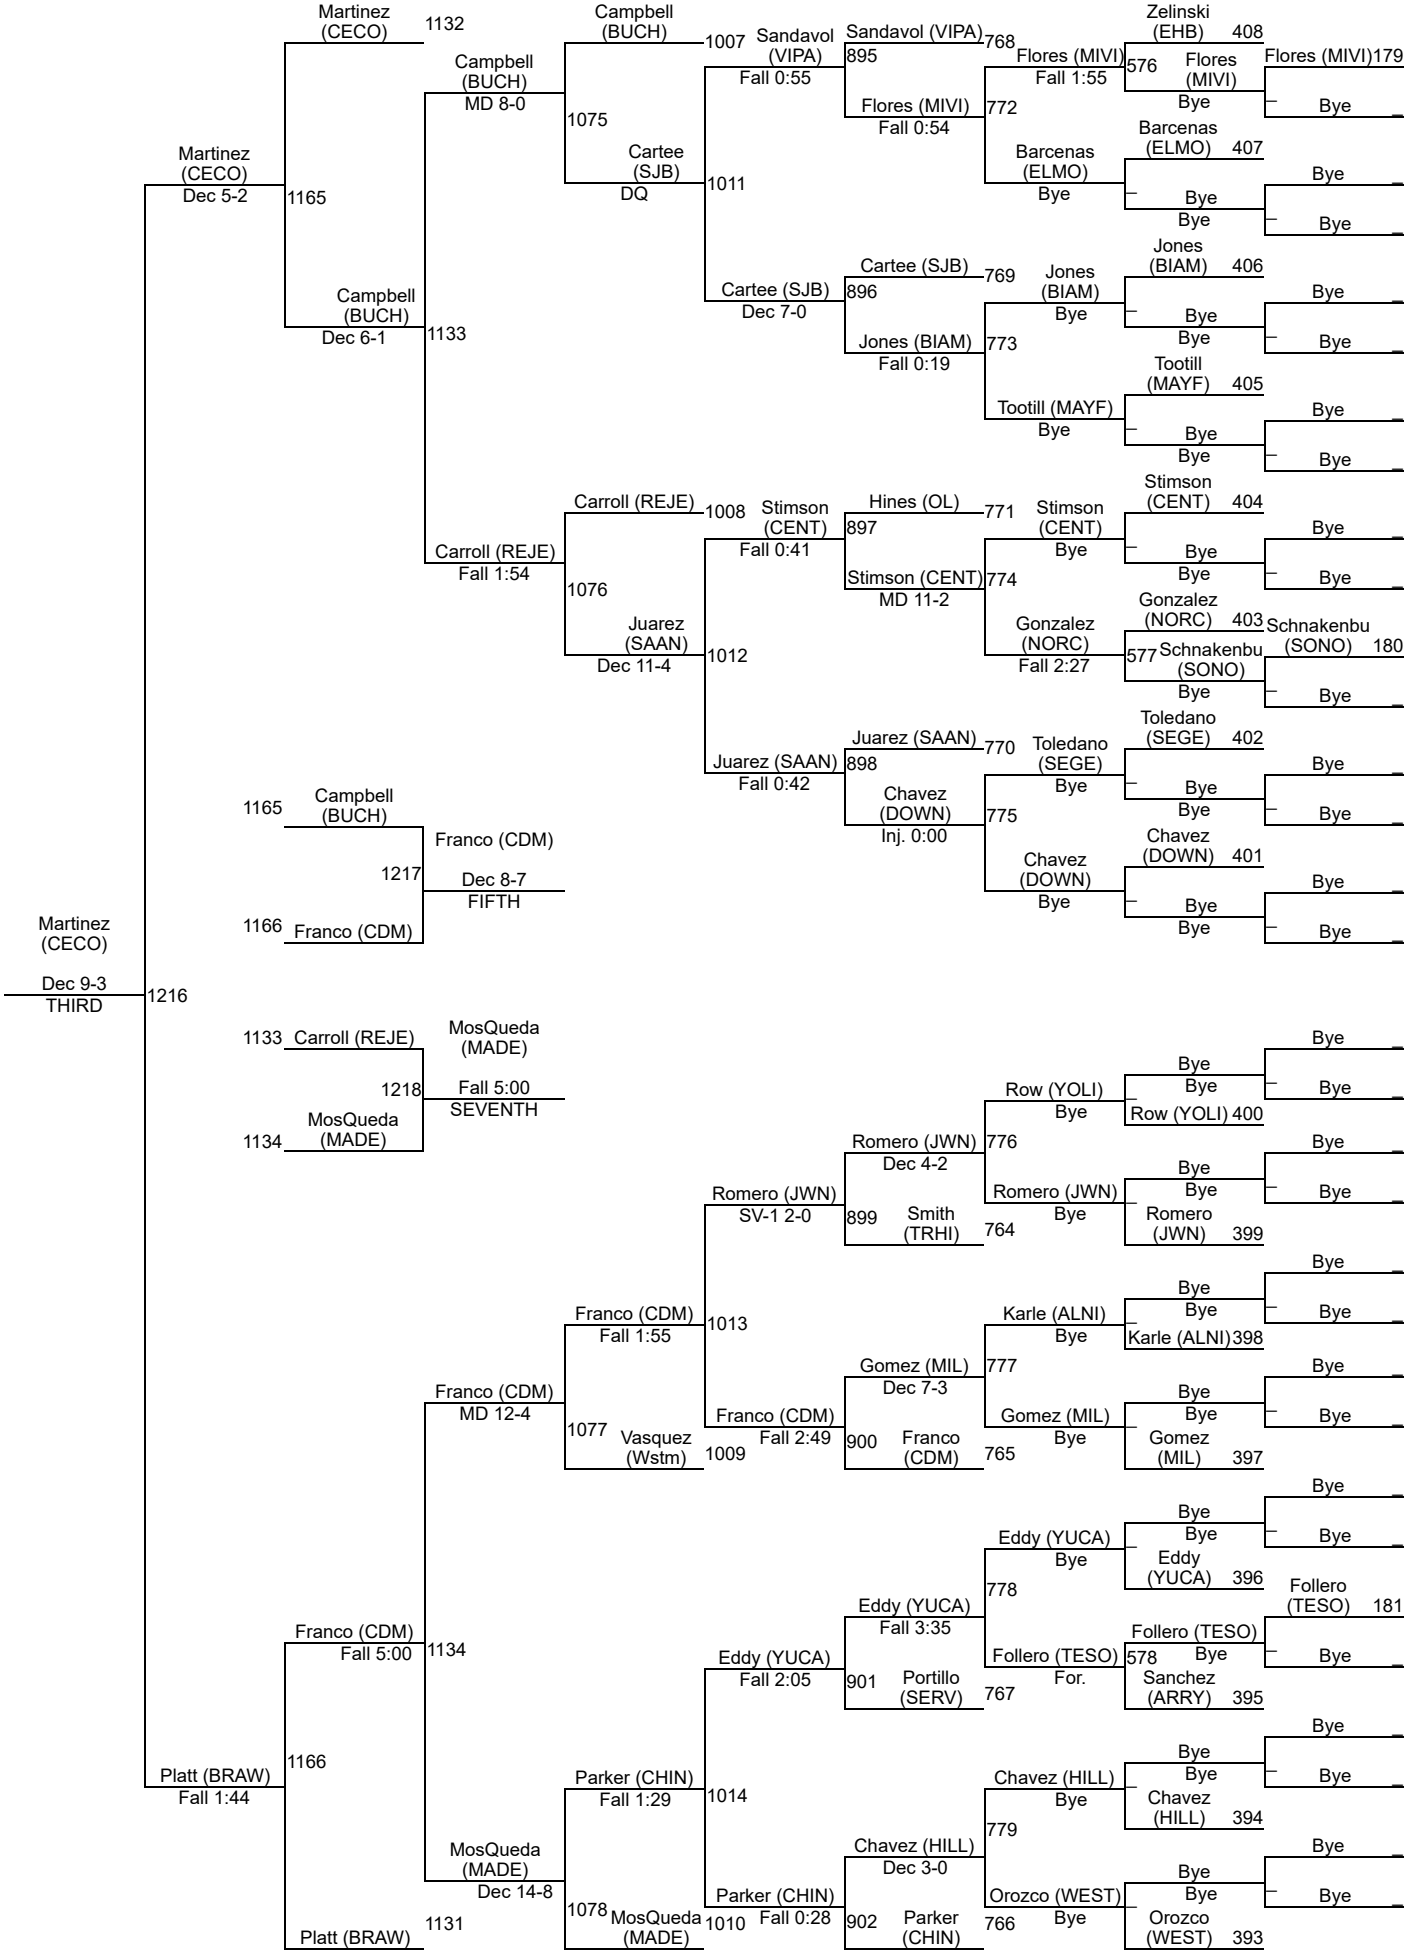 Martinez
(CECO)
1132
Campbell
(BUCH)
1007
Sandavol
(VIPA)
Fall 0:55
Sandavol (VIPA)
768
895
Flores (MIVI)
Fall 1:55
Zelinski
(EHB)
408
576
Flores
(MIVI)
Bye
Flores (MIVI)
179
Bye
Campbell
(BUCH)
MD 8-0
1075
Flores (MIVI)
Fall 0:54
772
Barcenas
(ELMO)
407
Barcenas
(ELMO)
Bye
Bye
Bye
Bye
Bye
Martinez
(CECO)
Dec 5-2
1165
Cartee
(SJB)
DQ
1011
Cartee (SJB)
Dec 7-0
Cartee (SJB)
769
896
Jones
(BIAM)
Bye
Jones
(BIAM)
406
Bye
Bye
Bye
Bye
Campbell
(BUCH)
Dec 6-1
1133
Jones (BIAM)
Fall 0:19
773
Tootill
(MAYF)
405
Tootill (MAYF)
Bye
Bye
Bye
Bye
Bye
Carroll (REJE)
Fall 1:54
Carroll (REJE)
1008
1076
Stimson
(CENT)
Fall 0:41
Hines (OL)
771
897
Stimson
(CENT)
Bye
Stimson
(CENT)
404
Bye
Bye
Bye
Bye
Stimson (CENT)
MD 11-2
774
Gonzalez
(NORC)
403
Gonzalez
(NORC)
Fall 2:27
577
Schnakenbu
(SONO)
Bye
Schnakenbu
(SONO)
180
Bye
Juarez
(SAAN)
Dec 11-4
1012
Juarez (SAAN)
Fall 0:42
Juarez (SAAN)
770
898
Toledano
(SEGE)
Bye
Toledano
(SEGE)
402
Bye
Bye
Bye
Bye
Chavez
(DOWN)
Inj. 0:00
775
Chavez
(DOWN)
401
Chavez
(DOWN)
Bye
Bye
Bye
Bye
Bye
1165
Campbell
(BUCH)
1217
Franco (CDM)
Dec 8-7
FIFTH
1166
Franco (CDM)
Martinez
(CECO)
Dec 9-3
THIRD
1216
1133
Carroll (REJE)
1218
MosQueda
(MADE)
Fall 5:00
SEVENTH
1134
MosQueda
(MADE)
Row (YOLI)
Bye
Bye
Bye
Row (YOLI)
400
Bye
Bye
Romero (JWN)
SV-1 2-0
Romero (JWN)
Dec 4-2
776
Romero (JWN)
Bye
Bye
Bye
Romero
(JWN)
399
Bye
Bye
899
Smith
(TRHI)
764
Franco (CDM)
Fall 1:55
1013
Karle (ALNI)
Bye
Bye
Bye
Karle (ALNI)
398
Bye
Bye
Franco (CDM)
MD 12-4
1077
Vasquez
(Wstm)
1009
Franco (CDM)
Fall 2:49
Gomez (MIL)
Dec 7-3
777
Gomez (MIL)
Bye
Bye
Bye
Gomez
(MIL)
397
Bye
Bye
900
Franco
(CDM)
765
Eddy (YUCA)
Bye
Bye
Bye
Eddy
(YUCA)
396
Bye
Bye
Franco (CDM)
Fall 5:00
1134
Eddy (YUCA)
Fall 2:05
Eddy (YUCA)
Fall 3:35
778
Follero (TESO)
For.
Follero (TESO)
Bye
578
Sanchez
(ARRY)
395
Follero
(TESO)
181
Bye
901
Portillo
(SERV)
767
Platt (BRAW)
Fall 1:44
1166
Parker (CHIN)
Fall 1:29
1014
Chavez (HILL)
Bye
Bye
Bye
Chavez
(HILL)
394
Bye
Bye
MosQueda
(MADE)
Dec 14-8
1078
MosQueda
(MADE)
1010
Parker (CHIN)
Fall 0:28
Chavez (HILL)
Dec 3-0
779
Orozco (WEST)
Bye
Bye
Bye
Orozco
(WEST)
393
Bye
Bye
902
Parker
(CHIN)
766
Platt (BRAW)
1131